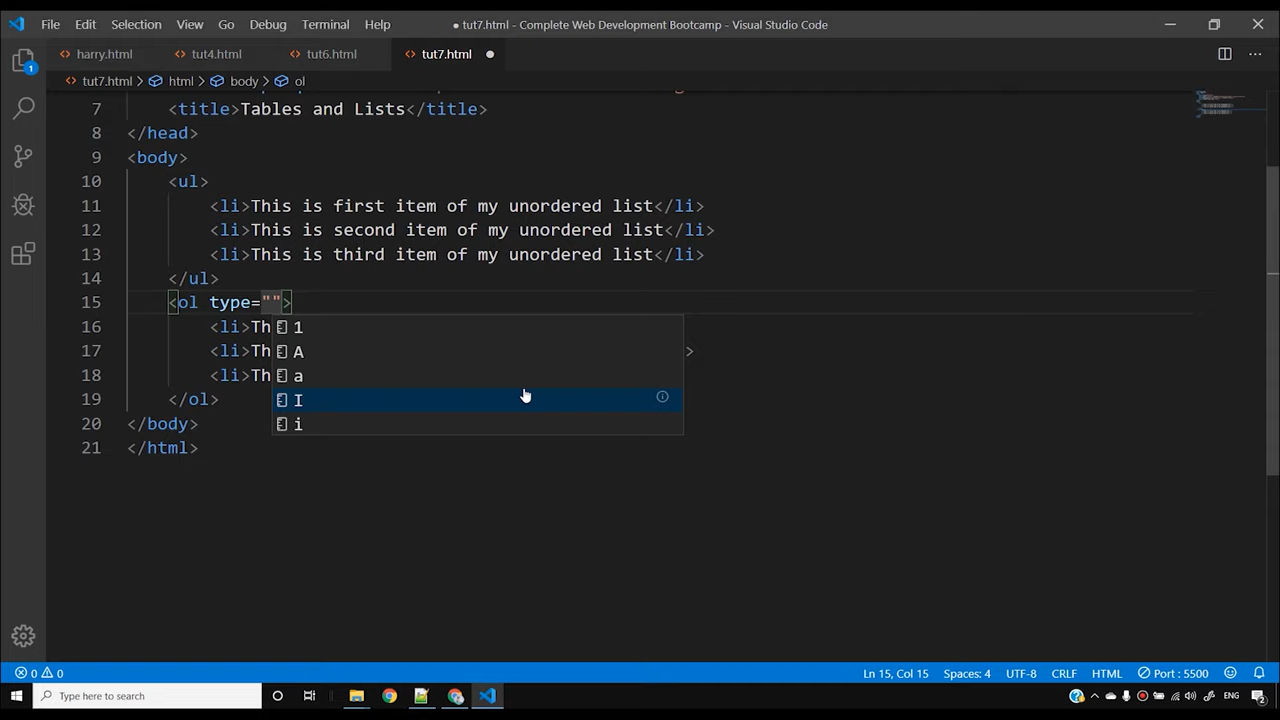 File Edit Selection View Go Debug Terminal Help ● tut7.html - Complete Web Development Bootcamp - Visual Studio Code
harry.html tut4.html tut6.html tut7.html
tut7.html > html > body > ol
7 <title>Tables and Lists</title>
8 </head>
9 <body>
10 <ul>
11 <li>This is first item of my unordered list</li>
12 <li>This is second item of my unordered list</li>
13 <li>This is third item of my unordered list</li>
14 </ul>
15 <ol type="">
16 <li>Th
17 <li>Th >
18 <li>Th
1
A
a
I
i
19 </ol>
20 </body>
21 </html>
1
0 0 Ln 15, Col 15 Spaces: 4 UTF-8 CRLF HTML Port : 5500
Type here to search ENG 2